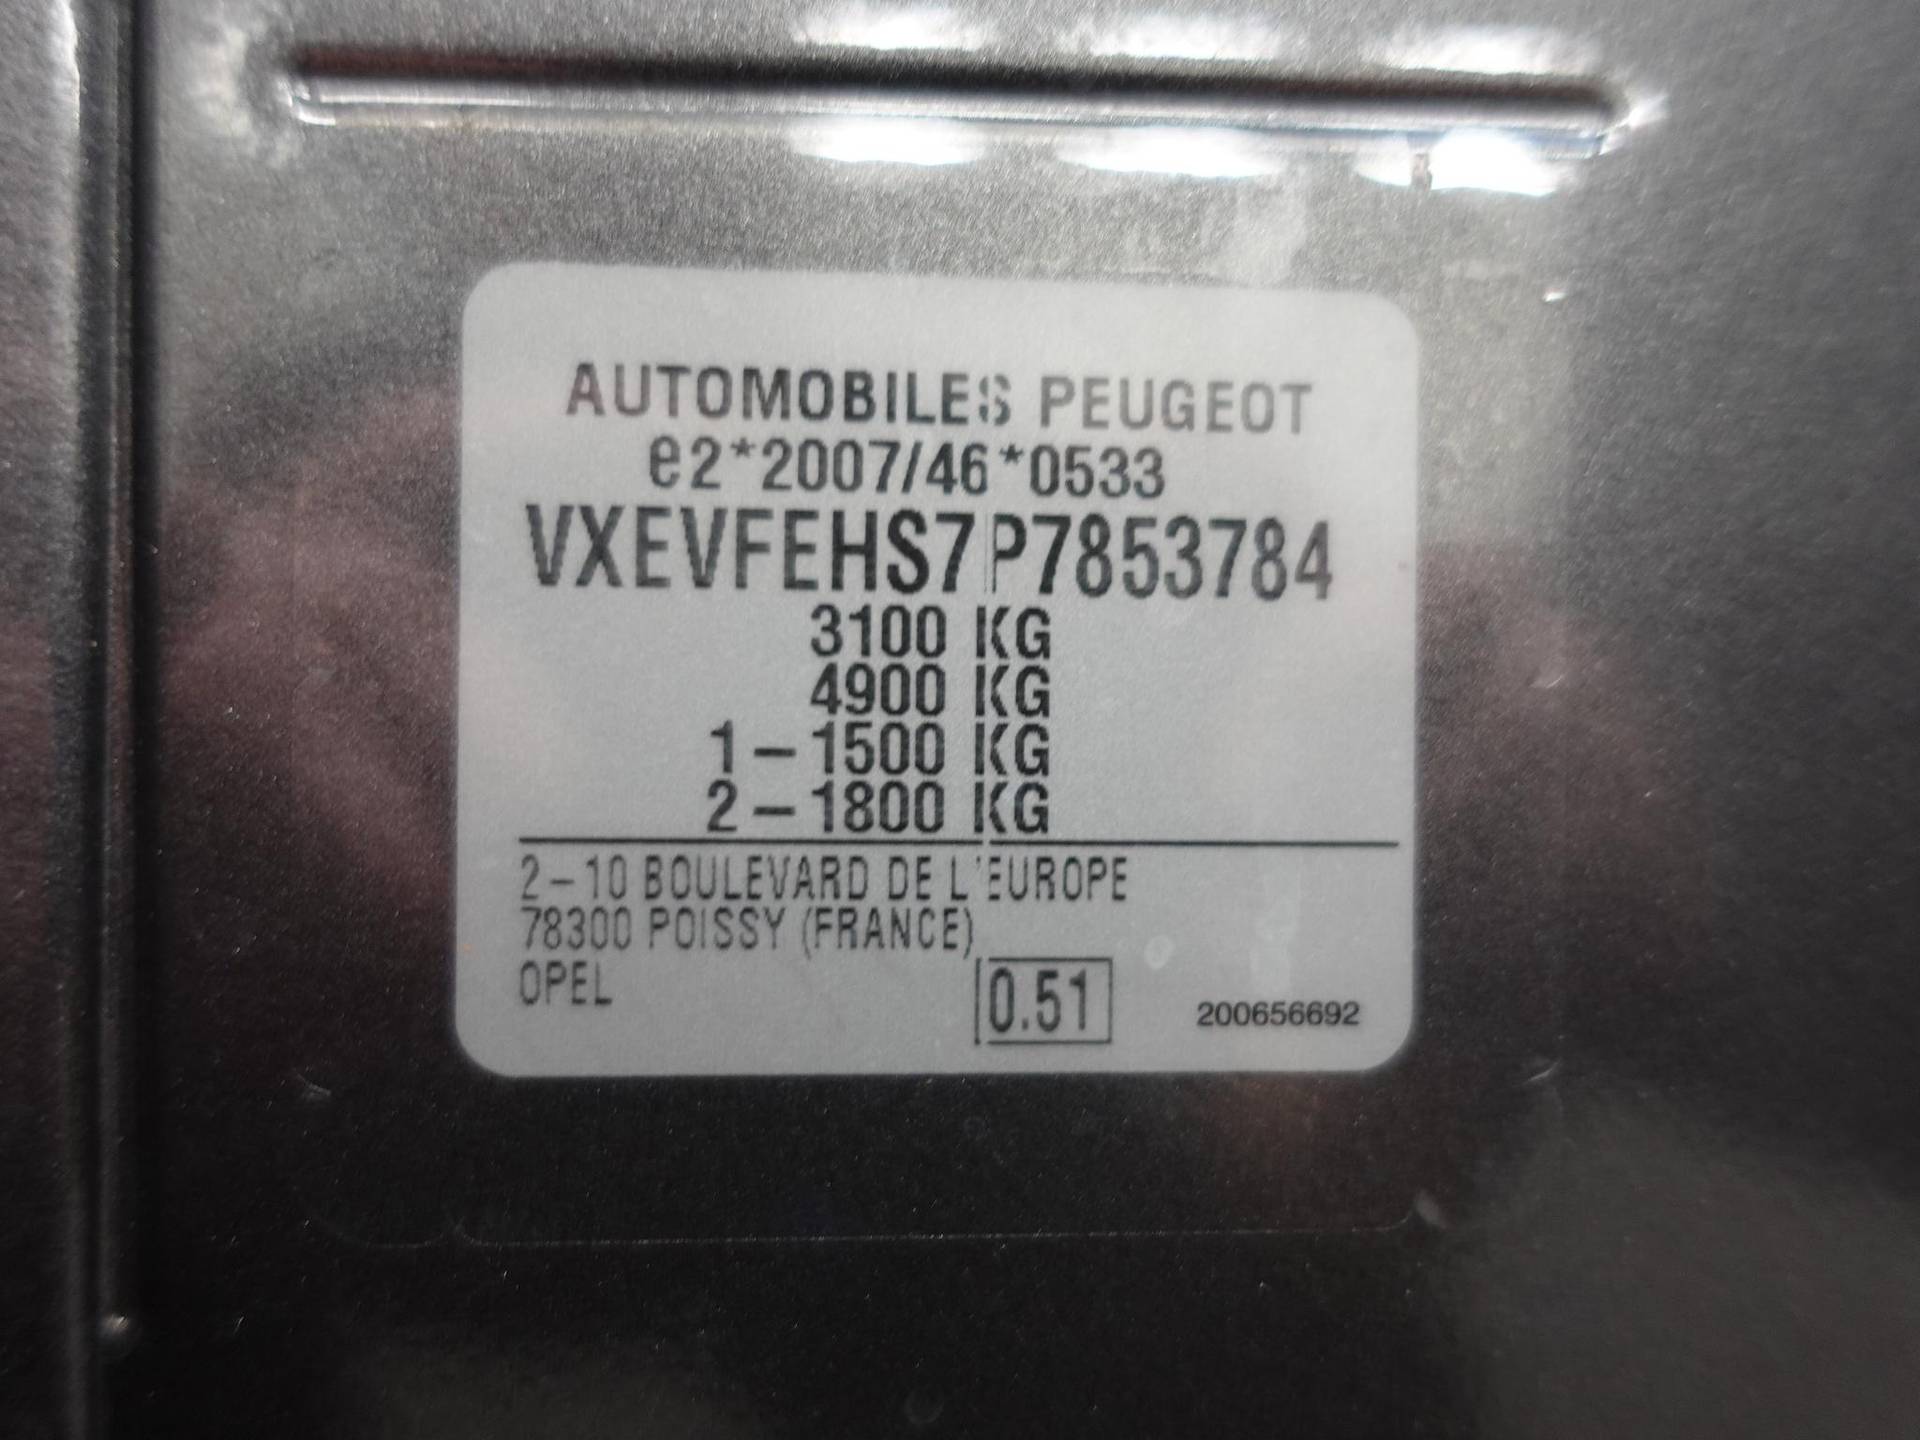 AUTOMOBILES PEUGEOT
e2*2007/46*0533
VXEVFEHS7P7853784
3100 KG
4900 KG
1-1500 KG
2-1800 KG
2-10 BOULEVARD DE L'EUROPE
78300 POISSY (FRANCE)
OPEL
0.51
200656692